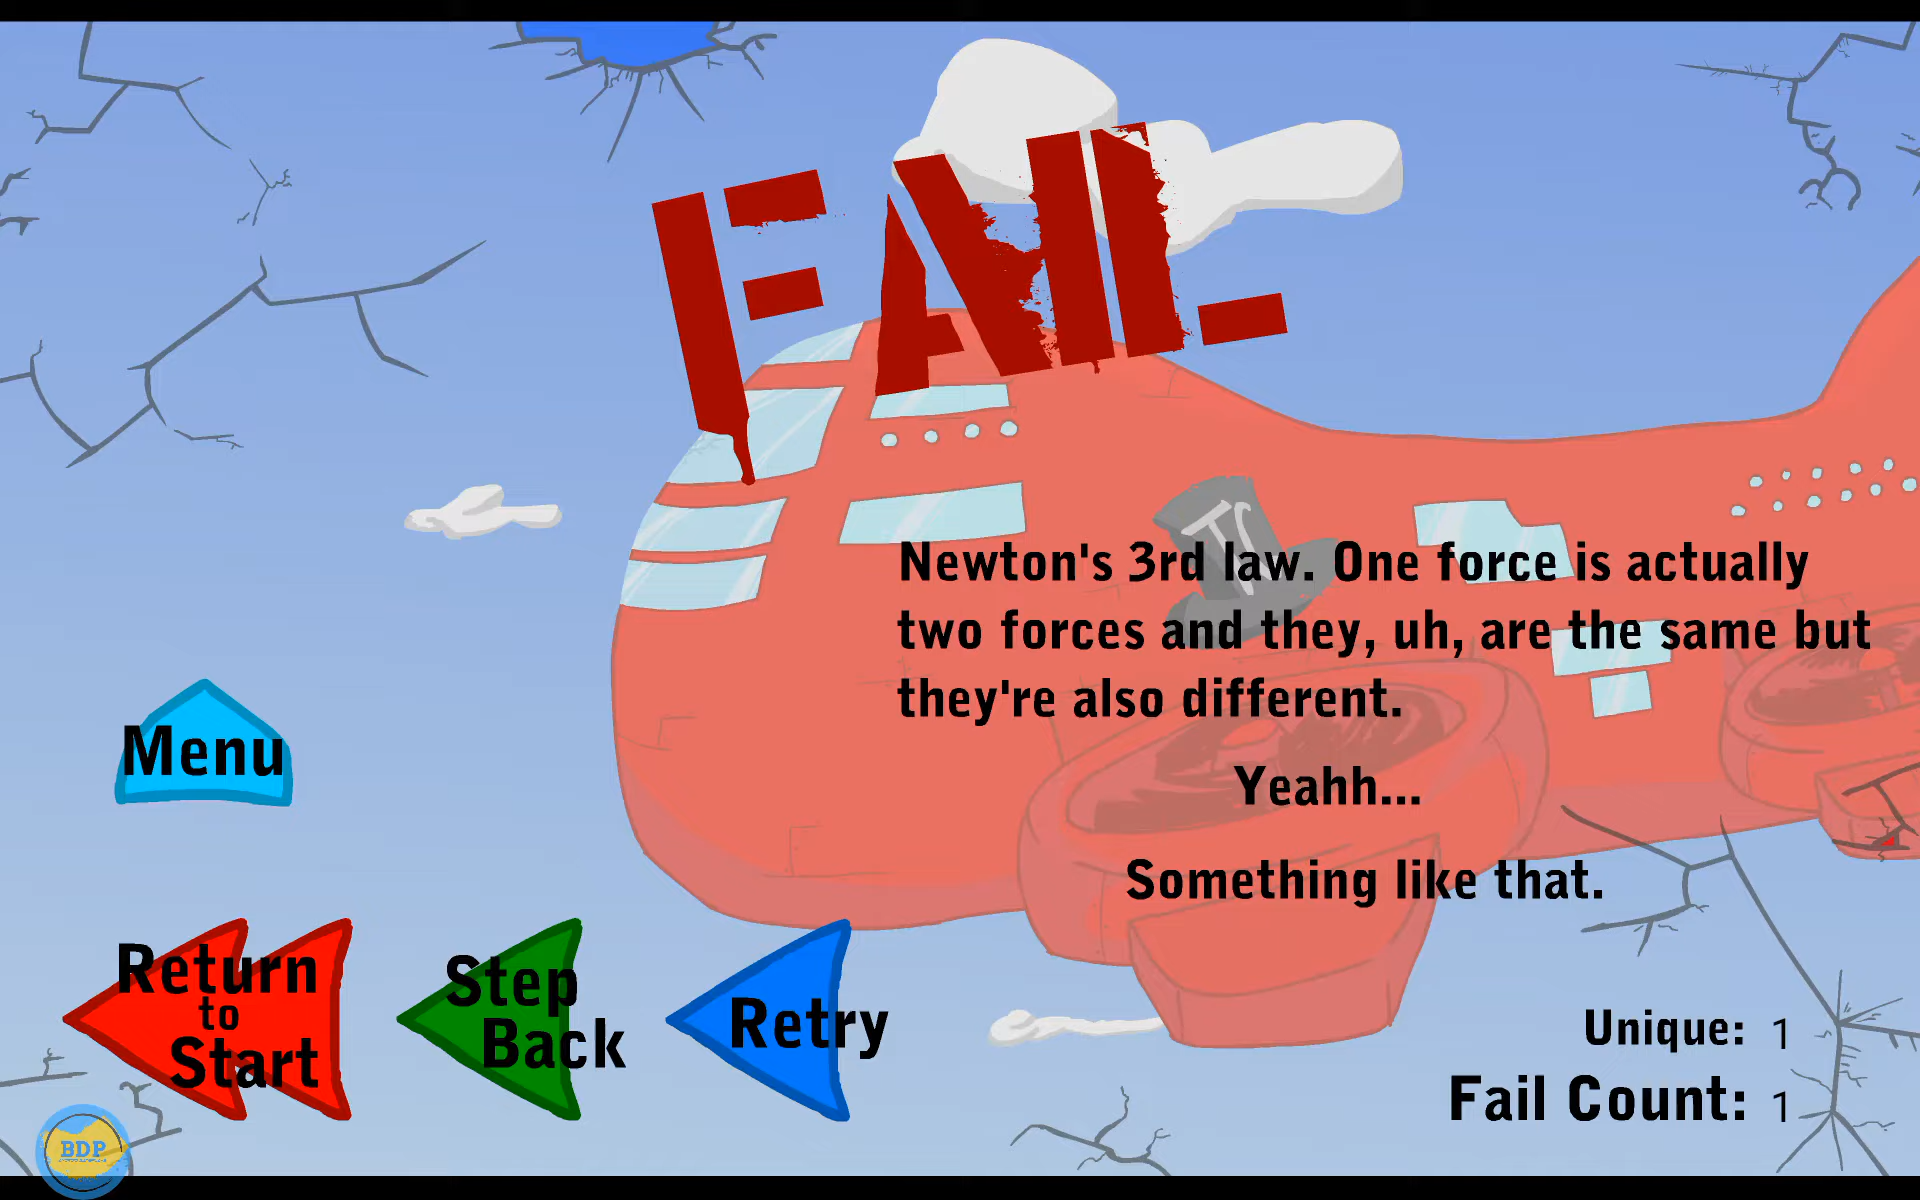 FAIL
TC
Newton's 3rd law. One force is actually
two forces and they, uh, are the same but
they're also different.
Yeahh...
Something like that.
Menu
Return
to
Start
Step
Back
Retry
Unique: 1
Fail Count: 1
BDP